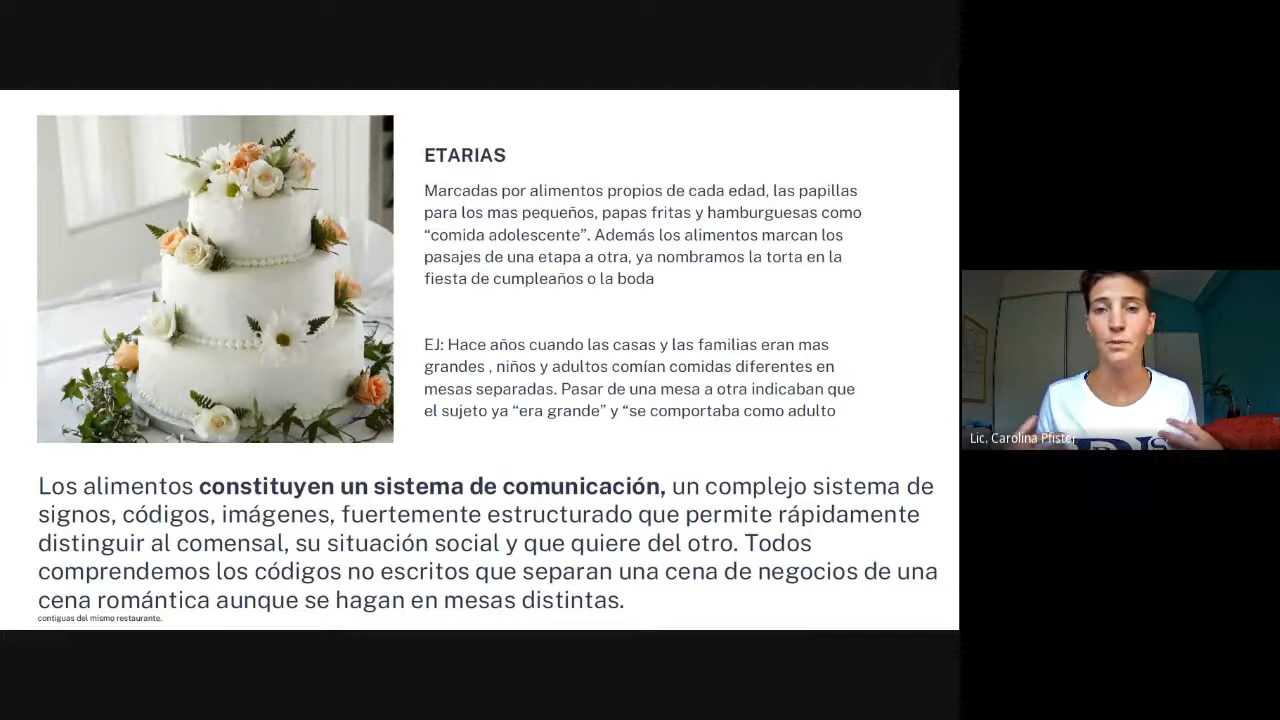 ETARIAS
Marcadas por alimentos propios de cada edad, las papillas
para los mas pequeños, papas fritas y hamburguesas como
“comida adolescente”. Además los alimentos marcan los
pasajes de una etapa a otra, ya nombramos la torta en la
fiesta de cumpleaños o la boda
EJ: Hace años cuando las casas y las familias eran mas
grandes , niños y adultos comían comidas diferentes en
mesas separadas. Pasar de una mesa a otra indicaban que
el sujeto ya “era grande” y “se comportaba como adulto
Los alimentos constituyen un sistema de comunicación, un complejo sistema de
signos, códigos, imágenes, fuertemente estructurado que permite rápidamente
distinguir al comensal, su situación social y que quiere del otro. Todos
comprendemos los códigos no escritos que separan una cena de negocios de una
cena romántica aunque se hagan en mesas distintas.
contiguas del mismo restaurante.
Lic. Carolina Pfister